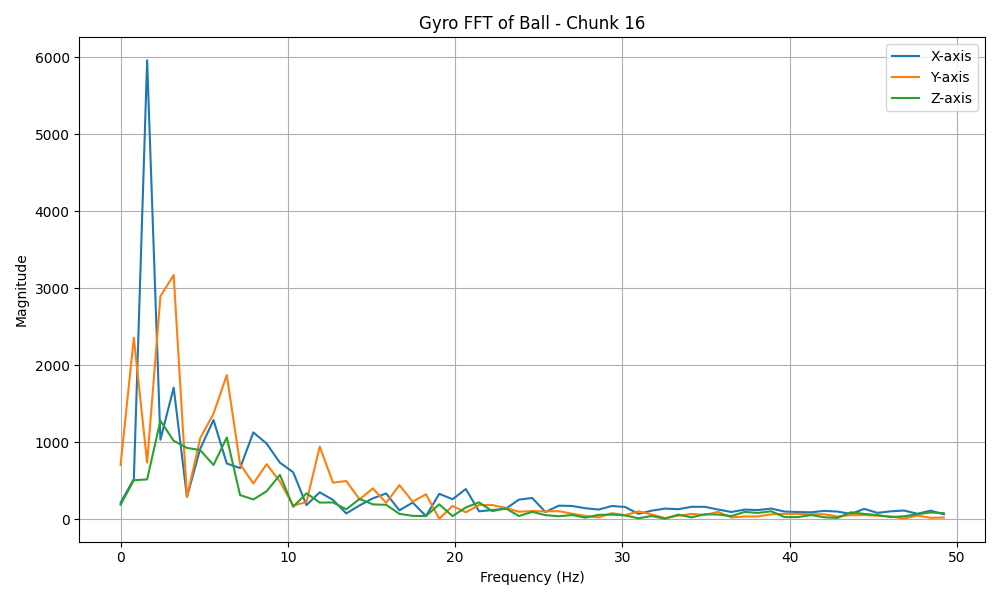 Gyro FFT of Ball - Chunk 16
X-axis
Y-axis
Z-axis
6000
5000
4000
3000
2000
1000
0
Magnitude
0 10 20 30 40 50
Frequency (Hz)